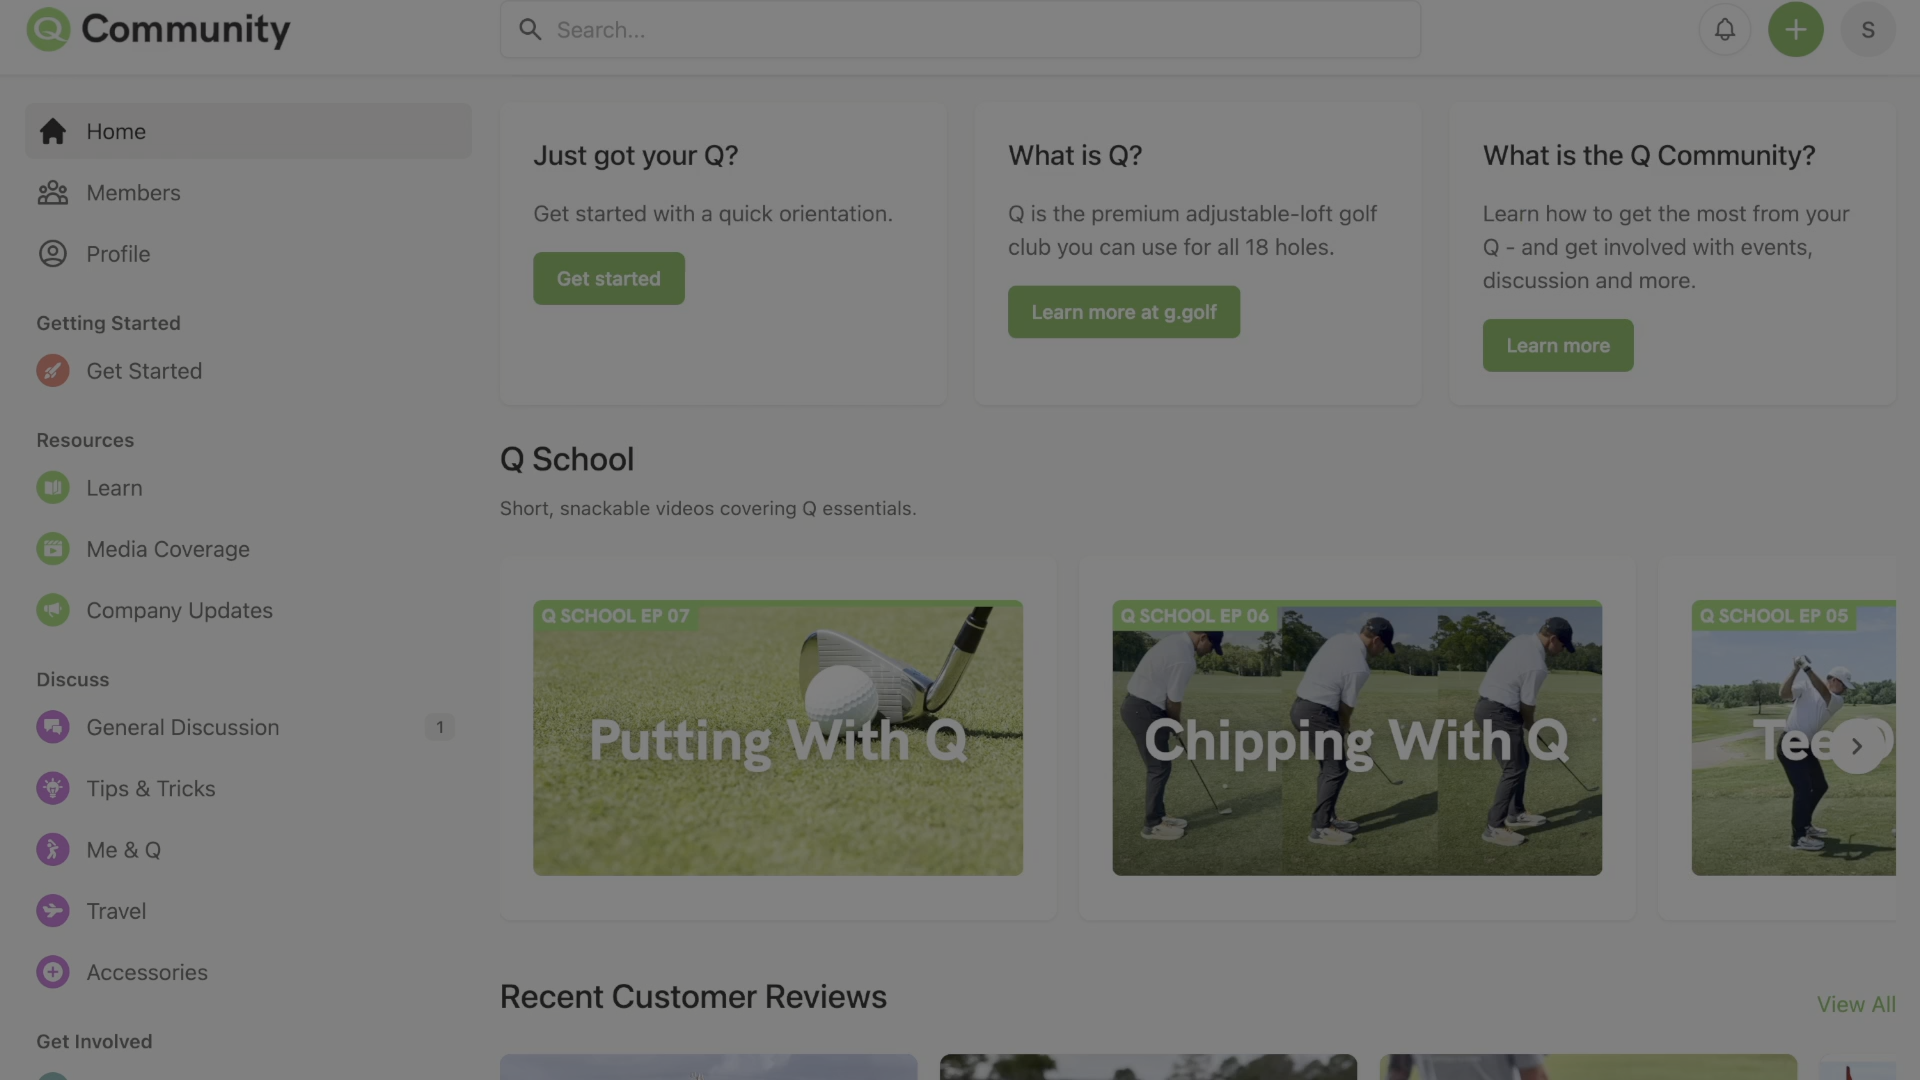 Q Community
Search...
S
Home
Members
Profile
Getting Started
Get Started
Resources
Learn
Media Coverage
Company Updates
Discuss
General Discussion
1
Tips & Tricks
Me & Q
Travel
Accessories
Get Involved
Just got your Q?
Get started with a quick orientation.
Get started
What is Q?
Q is the premium adjustable-loft golf
club you can use for all 18 holes.
Learn more at g.golf
What is the Q Community?
Learn how to get the most from your
Q - and get involved with events,
discussion and more.
Learn more
Q School
Short, snackable videos covering Q essentials.
Q SCHOOL EP 07
Putting With Q
Q SCHOOL EP 06
Chipping With Q
Q SCHOOL EP 05
Recent Customer Reviews
View All